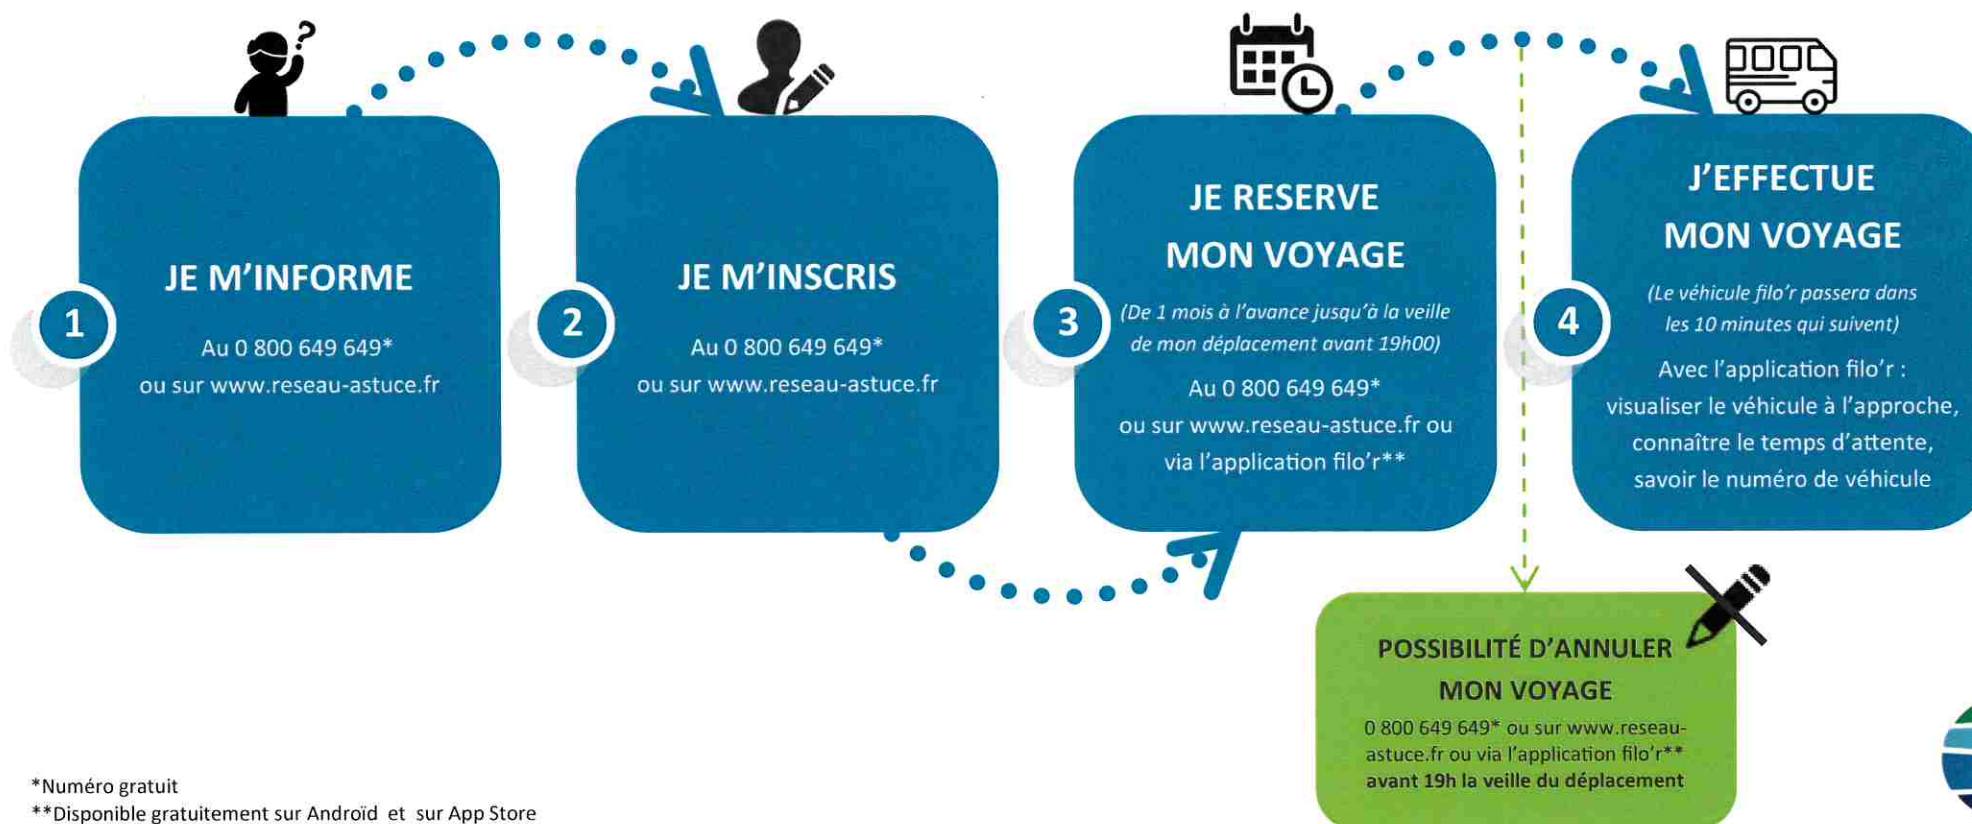 ?
1
JE M'INFORME
Au 0 800 649 649*
ou sur www.reseau-astuce.fr
2
JE M'INSCRIS
Au 0 800 649 649*
ou sur www.reseau-astuce.fr
3
JE RESERVE
MON VOYAGE
(De 1 mois à l'avance jusqu'à la veille
de mon déplacement avant 19h00)
Au 0 800 649 649*
ou sur www.reseau-astuce.fr ou
via l'application filo'r**
4
J'EFFECTUE
MON VOYAGE
(Le véhicule filo'r passera dans
les 10 minutes qui suivent)
Avec l'application filo'r :
visualiser le véhicule à l'approche,
connaître le temps d'attente,
savoir le numéro de véhicule
POSSIBILITÉ D'ANNULER
MON VOYAGE
0 800 649 649* ou sur www.reseau-
astuce.fr ou via l'application filo'r**
avant 19h la veille du déplacement
*Numéro gratuit
**Disponible gratuitement sur Androïd et sur App Store